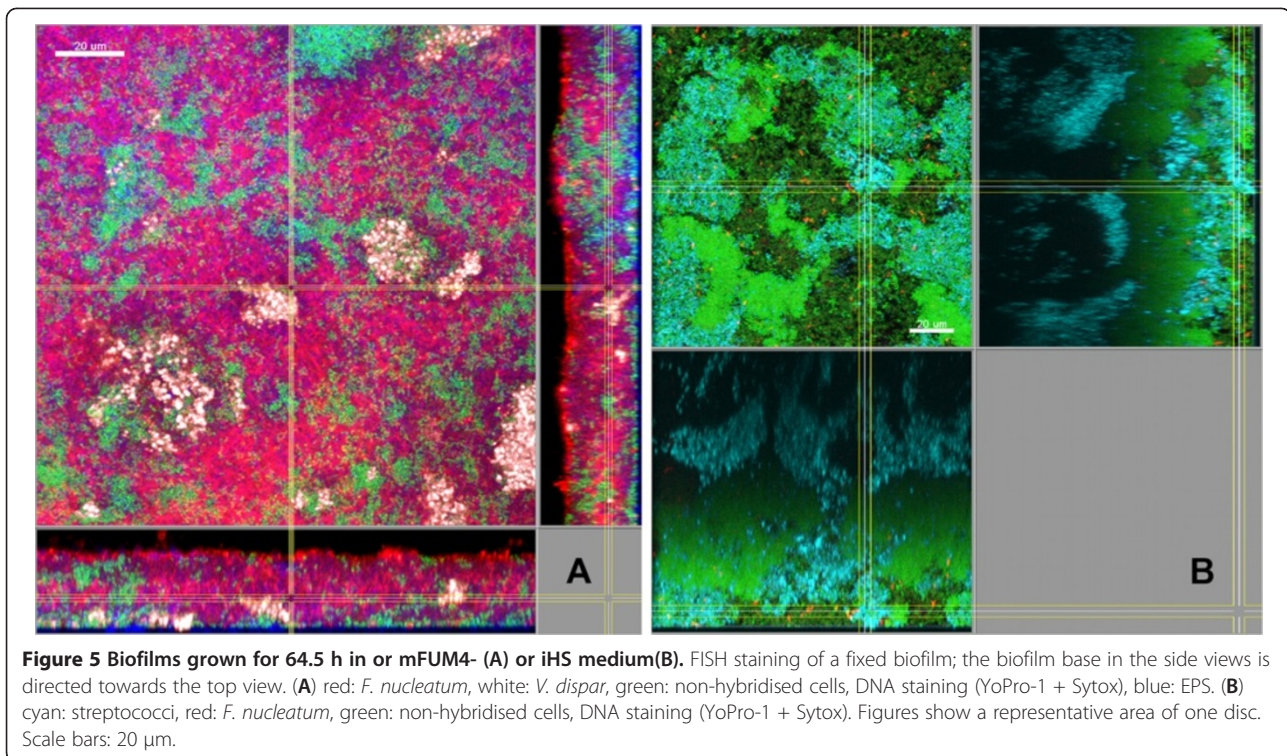 20 um
20 um
A
B
Figure 5 Biofilms grown for 64.5 h in or mFUM4- (A) or iHS medium(B). FISH staining of a fixed biofilm; the biofilm base in the side views is
directed towards the top view. (A) red: F. nucleatum, white: V. dispar, green: non-hybridised cells, DNA staining (YoPro-1 + Sytox), blue: EPS. (B)
cyan: streptococci, red: F. nucleatum, green: non-hybridised cells, DNA staining (YoPro-1 + Sytox). Figures show a representative area of one disc.
Scale bars: 20 μm.